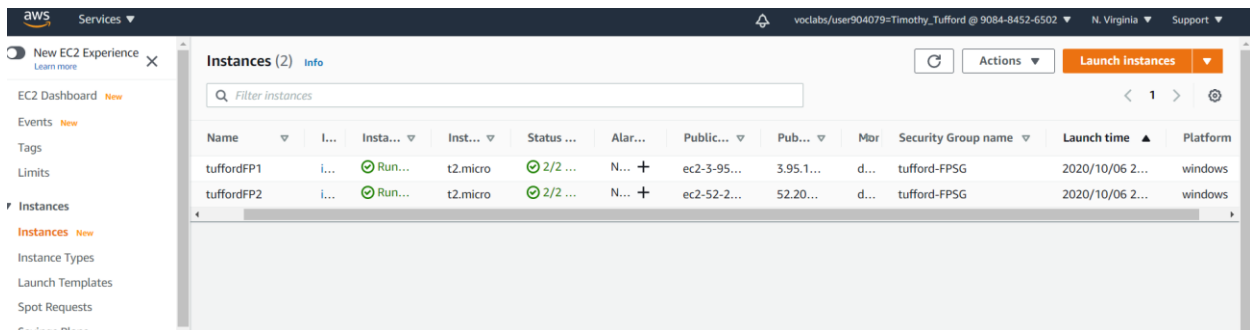 aws Services ▼ voclabs/user904079=Timothy_Tufford @ 9084-8452-6502 ▼ N. Virginia ▼ Support ▼
New EC2 Experience
Learn more
EC2 Dashboard New
Events New
Tags
Limits
Instances
Instances New
Instance Types
Launch Templates
Spot Requests
Instances (2) Info Actions ▼ Launch instances ▼
Filter instances
< 1 >
Name I... Insta... Inst... Status ... Alar... Public... Pub... Security Group name Launch time ▲ Platform
tuffordFP1 i... Run... t2.micro 2/2 ... N... + ec2-3-95... 3.95.1... d... tufford-FPSG 2020/10/06 2... windows
tuffordFP2 i... Run... t2.micro 2/2 ... N... + ec2-52-2... 52.20... d... tufford-FPSG 2020/10/06 2... windows